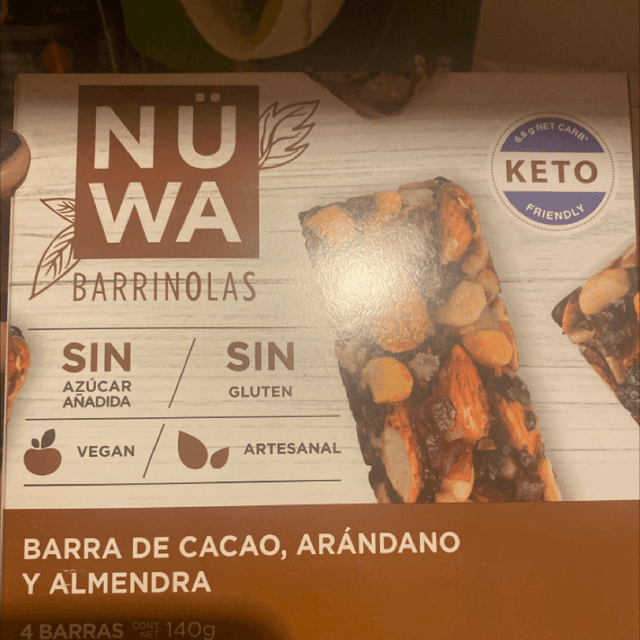 NÜ
WA
BARRINOLAS
6.6 g NET CARB*
KETO
FRIENDLY
SIN
AZÚCAR
AÑADIDA
SIN
GLUTEN
VEGAN
ARTESANAL
BARRA DE CACAO, ARÁNDANO
Y ALMENDRA
4 BARRAS CONT. NET 140g